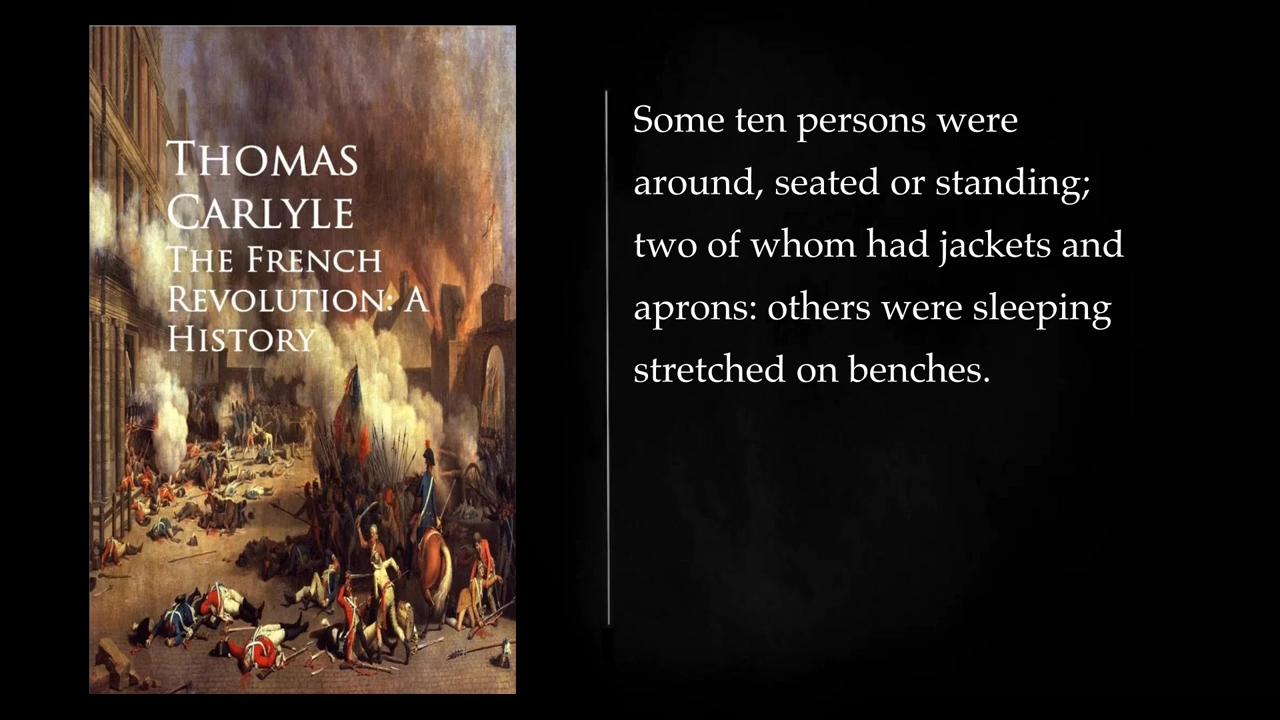 THOMAS
CARLYLE
THE FRENCH
REVOLUTION: A
HISTORY
Some ten persons were
around, seated or standing;
two of whom had jackets and
aprons: others were sleeping
stretched on benches.